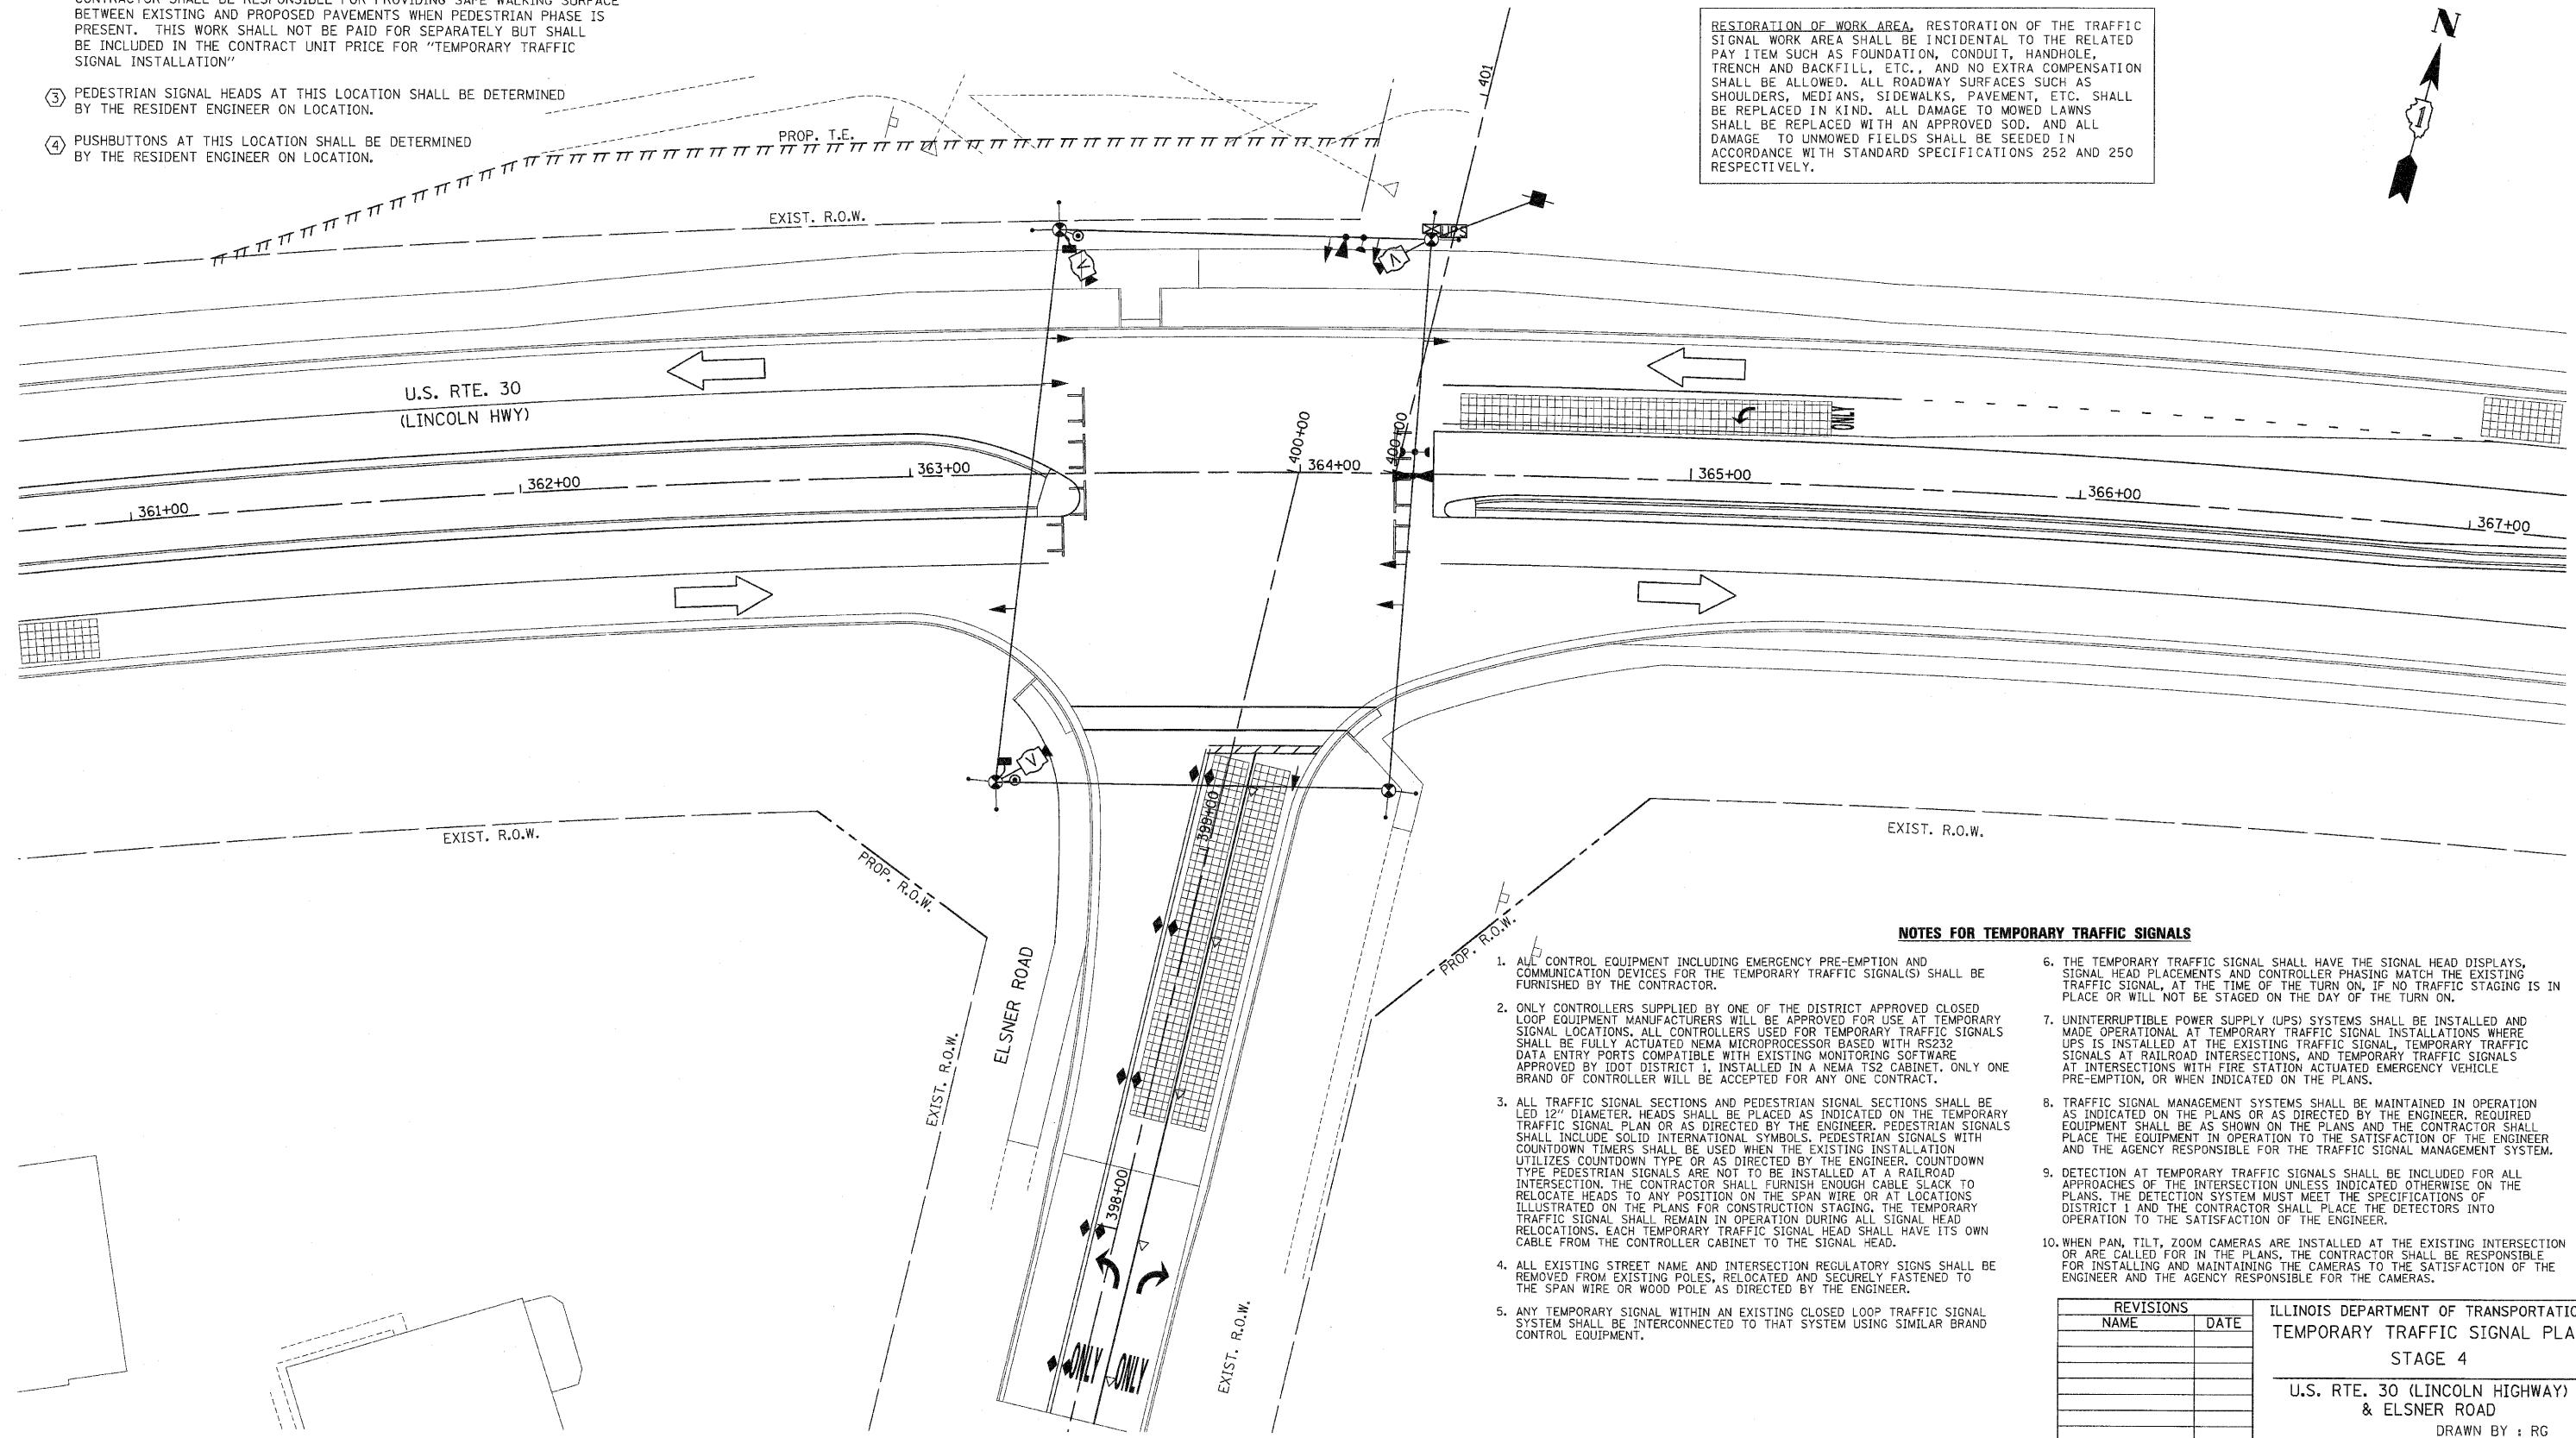 CONTRACTOR SHALL BE RESPONSIBLE FOR PROVIDING SAFE WALKING SURFACE
BETWEEN EXISTING AND PROPOSED PAVEMENTS WHEN PEDESTRIAN PHASE IS
PRESENT. THIS WORK SHALL NOT BE PAID FOR SEPARATELY BUT SHALL
BE INCLUDED IN THE CONTRACT UNIT PRICE FOR "TEMPORARY TRAFFIC
SIGNAL INSTALLATION"
3 PEDESTRIAN SIGNAL HEADS AT THIS LOCATION SHALL BE DETERMINED
BY THE RESIDENT ENGINEER ON LOCATION.
4 PUSHBUTTONS AT THIS LOCATION SHALL BE DETERMINED
BY THE RESIDENT ENGINEER ON LOCATION.
RESTORATION OF WORK AREA. RESTORATION OF THE TRAFFIC
SIGNAL WORK AREA SHALL BE INCIDENTAL TO THE RELATED
PAY ITEM SUCH AS FOUNDATION, CONDUIT, HANDHOLE,
TRENCH AND BACKFILL, ETC., AND NO EXTRA COMPENSATION
SHALL BE ALLOWED. ALL ROADWAY SURFACES SUCH AS
SHOULDERS, MEDIANS, SIDEWALKS, PAVEMENT, ETC. SHALL
BE REPLACED IN KIND. ALL DAMAGE TO MOWED LAWNS
SHALL BE REPLACED WITH AN APPROVED SOD. AND ALL
DAMAGE TO UNMOWED FIELDS SHALL BE SEEDED IN
ACCORDANCE WITH STANDARD SPECIFICATIONS 252 AND 250
RESPECTIVELY.
N
1
401
PROP. T.E.
EXIST. R.O.W.
UPS
V
V
U.S. RTE. 30
(LINCOLN HWY)
ONLY
400+00
400+00
361+00
362+00
363+00
364+00
365+00
366+00
367+00
V
399+00
EXIST. R.O.W.
PROP. R.O.W.
EXIST. R.O.W.
PROP. R.O.W.
ELSNER ROAD
EXIST. R.O.W.
398+00
EXIST. R.O.W.
ONLY ONLY
NOTES FOR TEMPORARY TRAFFIC SIGNALS
1. ALL CONTROL EQUIPMENT INCLUDING EMERGENCY PRE-EMPTION AND
COMMUNICATION DEVICES FOR THE TEMPORARY TRAFFIC SIGNAL(S) SHALL BE
FURNISHED BY THE CONTRACTOR.
2. ONLY CONTROLLERS SUPPLIED BY ONE OF THE DISTRICT APPROVED CLOSED
LOOP EQUIPMENT MANUFACTURERS WILL BE APPROVED FOR USE AT TEMPORARY
SIGNAL LOCATIONS. ALL CONTROLLERS USED FOR TEMPORARY TRAFFIC SIGNALS
SHALL BE FULLY ACTUATED NEMA MICROPROCESSOR BASED WITH RS232
DATA ENTRY PORTS COMPATIBLE WITH EXISTING MONITORING SOFTWARE
APPROVED BY IDOT DISTRICT 1, INSTALLED IN A NEMA TS2 CABINET. ONLY ONE
BRAND OF CONTROLLER WILL BE ACCEPTED FOR ANY ONE CONTRACT.
3. ALL TRAFFIC SIGNAL SECTIONS AND PEDESTRIAN SIGNAL SECTIONS SHALL BE
LED 12" DIAMETER. HEADS SHALL BE PLACED AS INDICATED ON THE TEMPORARY
TRAFFIC SIGNAL PLAN OR AS DIRECTED BY THE ENGINEER. PEDESTRIAN SIGNALS
SHALL INCLUDE SOLID INTERNATIONAL SYMBOLS. PEDESTRIAN SIGNALS WITH
COUNTDOWN TIMERS SHALL BE USED WHEN THE EXISTING INSTALLATION
UTILIZES COUNTDOWN TYPE OR AS DIRECTED BY THE ENGINEER. COUNTDOWN
TYPE PEDESTRIAN SIGNALS ARE NOT TO BE INSTALLED AT A RAILROAD
INTERSECTION. THE CONTRACTOR SHALL FURNISH ENOUGH CABLE SLACK TO
RELOCATE HEADS TO ANY POSITION ON THE SPAN WIRE OR AT LOCATIONS
ILLUSTRATED ON THE PLANS FOR CONSTRUCTION STAGING. THE TEMPORARY
TRAFFIC SIGNAL SHALL REMAIN IN OPERATION DURING ALL SIGNAL HEAD
RELOCATIONS. EACH TEMPORARY TRAFFIC SIGNAL HEAD SHALL HAVE ITS OWN
CABLE FROM THE CONTROLLER CABINET TO THE SIGNAL HEAD.
4. ALL EXISTING STREET NAME AND INTERSECTION REGULATORY SIGNS SHALL BE
REMOVED FROM EXISTING POLES, RELOCATED AND SECURELY FASTENED TO
THE SPAN WIRE OR WOOD POLE AS DIRECTED BY THE ENGINEER.
5. ANY TEMPORARY SIGNAL WITHIN AN EXISTING CLOSED LOOP TRAFFIC SIGNAL
SYSTEM SHALL BE INTERCONNECTED TO THAT SYSTEM USING SIMILAR BRAND
CONTROL EQUIPMENT.
6. THE TEMPORARY TRAFFIC SIGNAL SHALL HAVE THE SIGNAL HEAD DISPLAYS,
SIGNAL HEAD PLACEMENTS AND CONTROLLER PHASING MATCH THE EXISTING
TRAFFIC SIGNAL, AT THE TIME OF THE TURN ON, IF NO TRAFFIC STAGING IS IN
PLACE OR WILL NOT BE STAGED ON THE DAY OF THE TURN ON.
7. UNINTERRUPTIBLE POWER SUPPLY (UPS) SYSTEMS SHALL BE INSTALLED AND
MADE OPERATIONAL AT TEMPORARY TRAFFIC SIGNAL INSTALLATIONS WHERE
UPS IS INSTALLED AT THE EXISTING TRAFFIC SIGNAL, TEMPORARY TRAFFIC
SIGNALS AT RAILROAD INTERSECTIONS, AND TEMPORARY TRAFFIC SIGNALS
AT INTERSECTIONS WITH FIRE STATION ACTUATED EMERGENCY VEHICLE
PRE-EMPTION, OR WHEN INDICATED ON THE PLANS.
8. TRAFFIC SIGNAL MANAGEMENT SYSTEMS SHALL BE MAINTAINED IN OPERATION
AS INDICATED ON THE PLANS OR AS DIRECTED BY THE ENGINEER. REQUIRED
EQUIPMENT SHALL BE AS SHOWN ON THE PLANS AND THE CONTRACTOR SHALL
PLACE THE EQUIPMENT IN OPERATION TO THE SATISFACTION OF THE ENGINEER
AND THE AGENCY RESPONSIBLE FOR THE TRAFFIC SIGNAL MANAGEMENT SYSTEM.
9. DETECTION AT TEMPORARY TRAFFIC SIGNALS SHALL BE INCLUDED FOR ALL
APPROACHES OF THE INTERSECTION UNLESS INDICATED OTHERWISE ON THE
PLANS. THE DETECTION SYSTEM MUST MEET THE SPECIFICATIONS OF
DISTRICT 1 AND THE CONTRACTOR SHALL PLACE THE DETECTORS INTO
OPERATION TO THE SATISFACTION OF THE ENGINEER.
10. WHEN PAN, TILT, ZOOM CAMERAS ARE INSTALLED AT THE EXISTING INTERSECTION
OR ARE CALLED FOR IN THE PLANS, THE CONTRACTOR SHALL BE RESPONSIBLE
FOR INSTALLING AND MAINTAINING THE CAMERAS TO THE SATISFACTION OF THE
ENGINEER AND THE AGENCY RESPONSIBLE FOR THE CAMERAS.
REVISIONS
NAME DATE
ILLINOIS DEPARTMENT OF TRANSPORTATIO
TEMPORARY TRAFFIC SIGNAL PLA
STAGE 4
U.S. RTE. 30 (LINCOLN HIGHWAY)
& ELSNER ROAD
DRAWN BY : RG